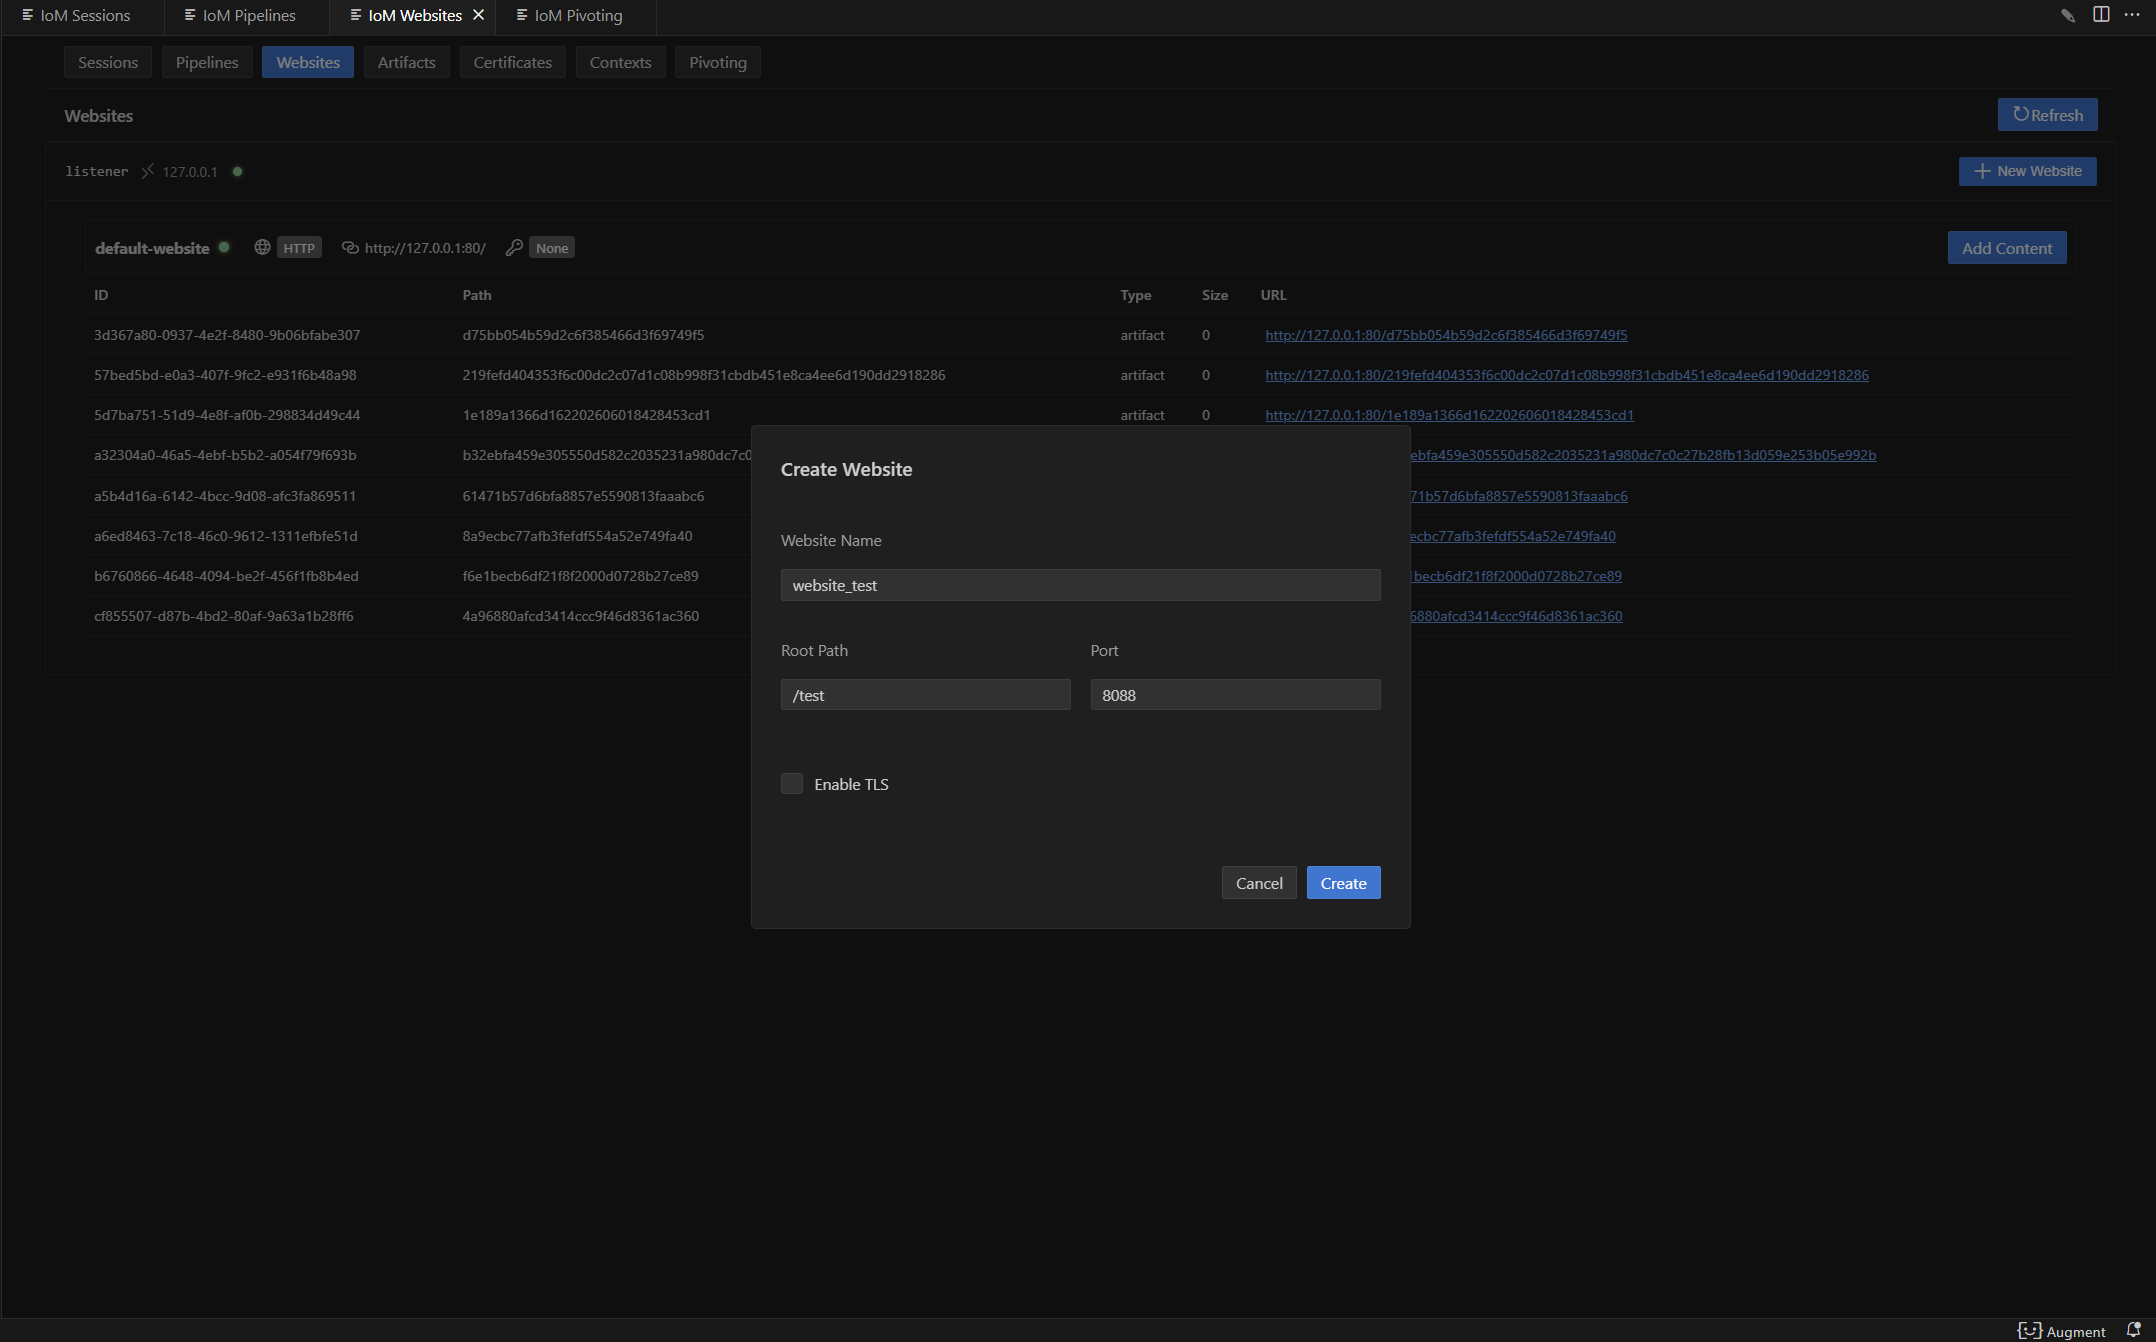 IoM Sessions IoM Pipelines IoM Websites IoM Pivoting
Sessions Pipelines Websites Artifacts Certificates Contexts Pivoting
Websites Refresh
listener 127.0.0.1 New Website
default-website HTTP http://127.0.0.1:80/ None Add Content
ID Path Type Size URL
3d367a80-0937-4e2f-8480-9b06bfabe307 d75bb054b59d2c6f385466d3f69749f5 artifact 0 http://127.0.0.1:80/d75bb054b59d2c6f385466d3f69749f5
57bed5bd-e0a3-407f-9fc2-e931f6b48a98 219fefd404353f6c00dc2c07d1c08b998f31cbdb451e8ca4ee6d190dd2918286 artifact 0 http://127.0.0.1:80/219fefd404353f6c00dc2c07d1c08b998f31cbdb451e8ca4ee6d190dd2918286
5d7ba751-51d9-4e8f-af0b-298834d49c44 1e189a1366d162202606018428453cd1 artifact 0 http://127.0.0.1:80/1e189a1366d162202606018428453cd1
a32304a0-46a5-4ebf-b5b2-a054f79f693b b32ebfa459e305550d582c2035231a980dc7c0 ebfa459e305550d582c2035231a980dc7c0c27b28fb13d059e253b05e992b
a5b4d16a-6142-4bcc-9d08-afc3fa869511 61471b57d6bfa8857e5590813faaabc6 71b57d6bfa8857e5590813faaabc6
a6ed8463-7c18-46c0-9612-1311efbfe51d 8a9ecbc77afb3fefdf554a52e749fa40 ecbc77afb3fefdf554a52e749fa40
b6760866-4648-4094-be2f-456f1fb8b4ed f6e1becb6df21f8f2000d0728b27ce89 1becb6df21f8f2000d0728b27ce89
cf855507-d87b-4bd2-80af-9a63a1b28ff6 4a96880afcd3414ccc9f46d8361ac360 6880afcd3414ccc9f46d8361ac360
Create Website
Website Name
website_test
Root Path Port
/test 8088
Enable TLS
Cancel Create
Augment